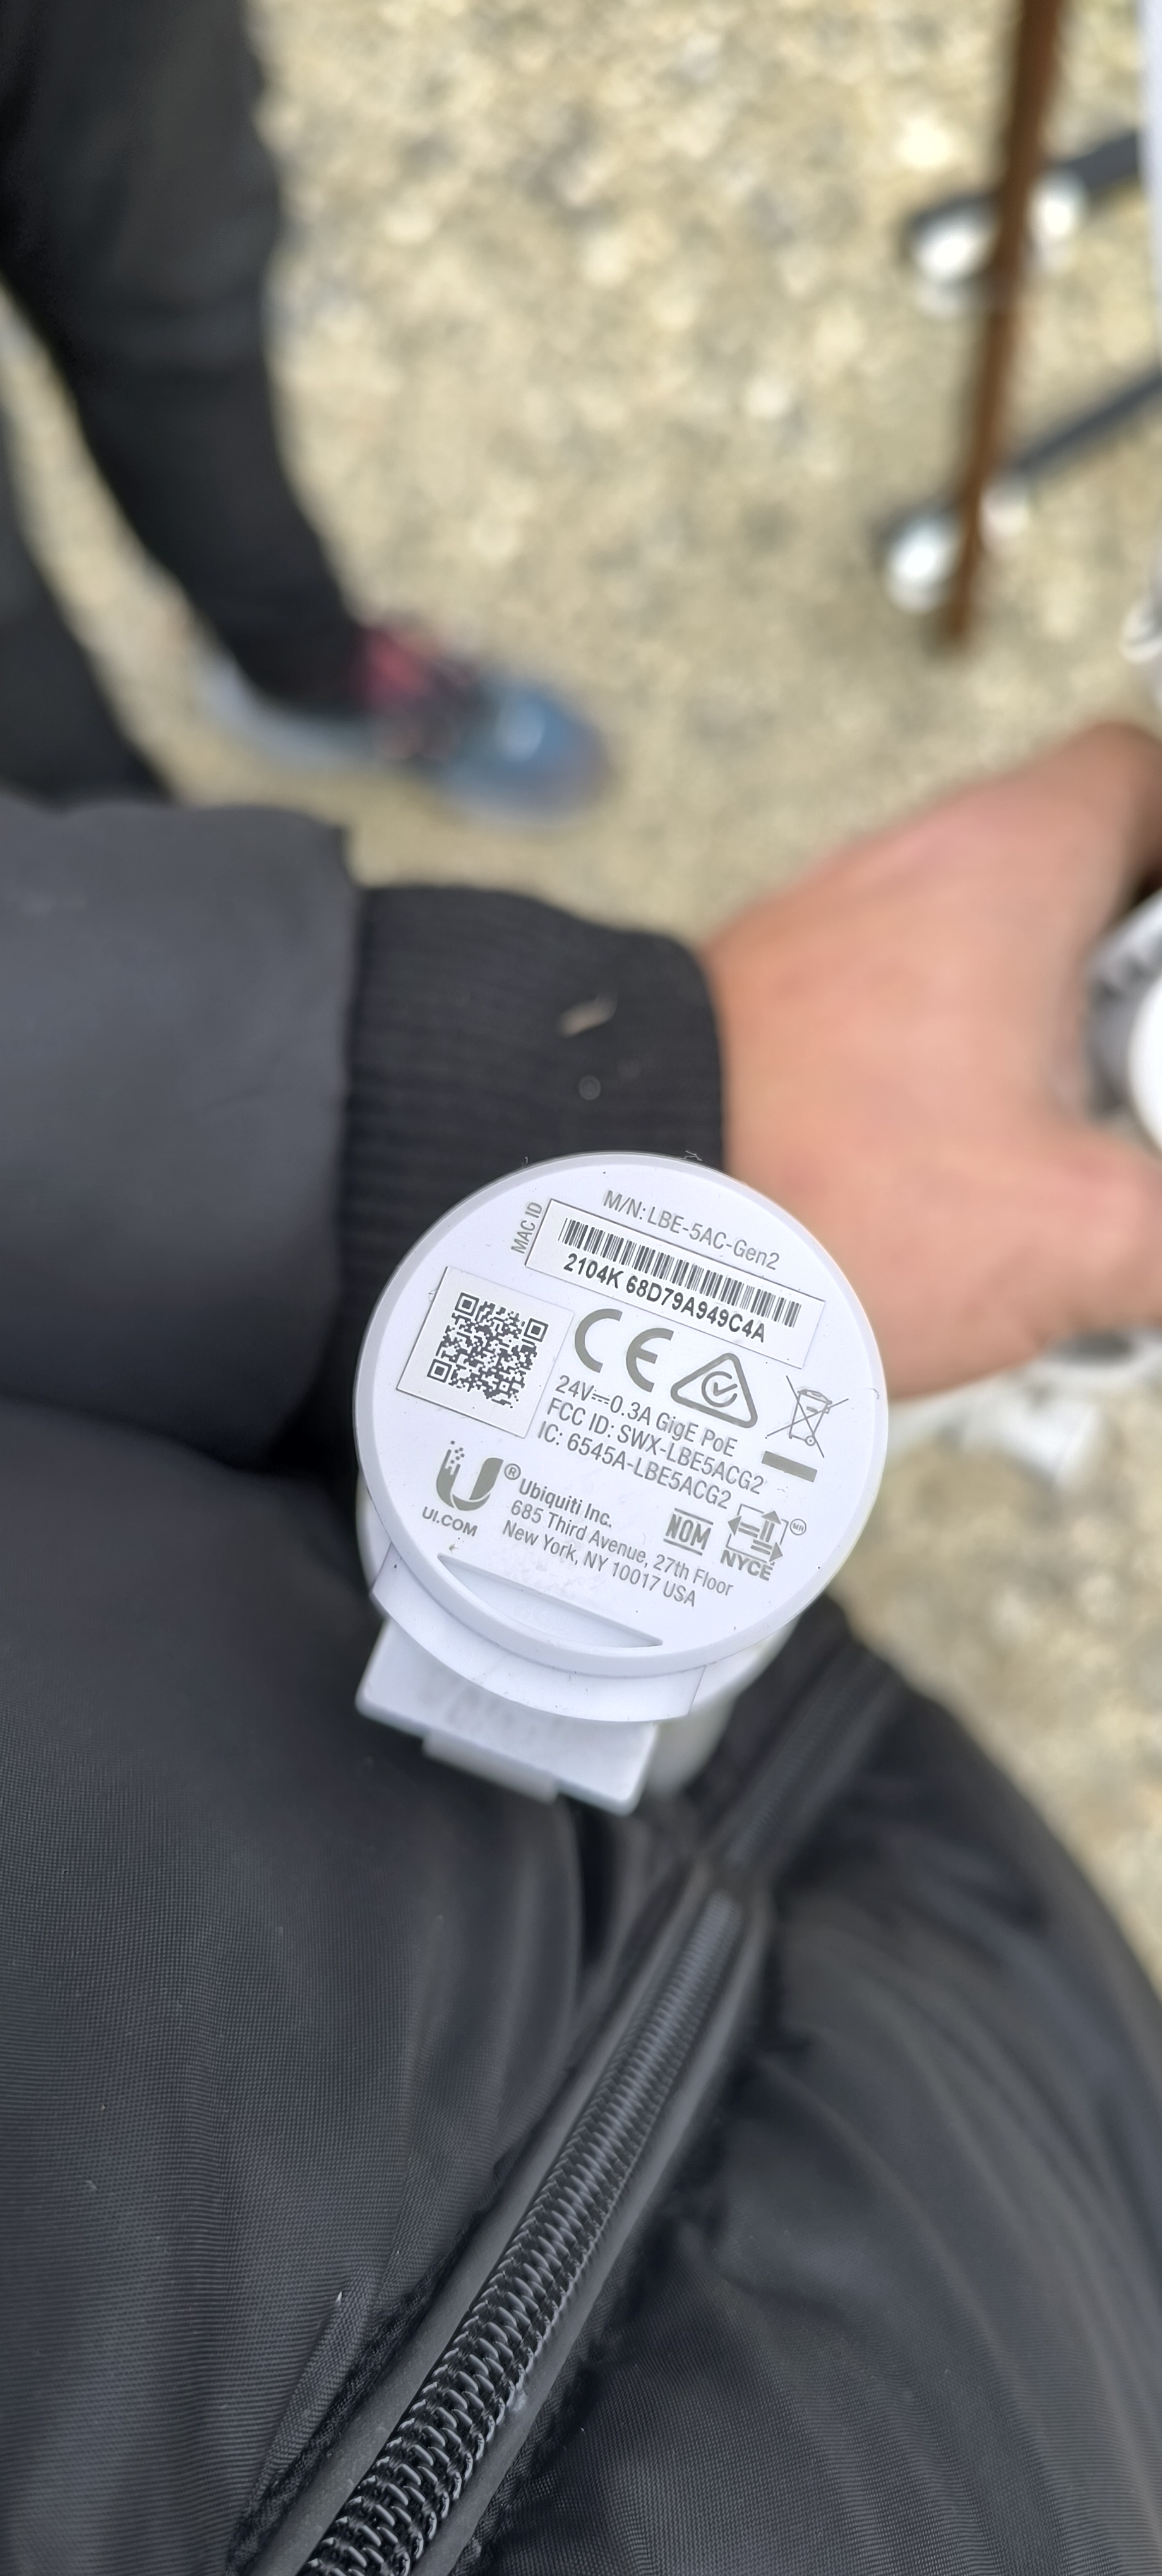 M/N: LBE-5AC-Gen2
MAC ID
2104K 68D79A949C4A
CE
24V⎓0.3A GigE PoE
FCC ID: SWX-LBE5ACG2
IC: 6545A-LBE5ACG2
U®
UI.COM
Ubiquiti Inc.
685 Third Avenue, 27th Floor
New York, NY 10017 USA
NOM
NYCE
MR